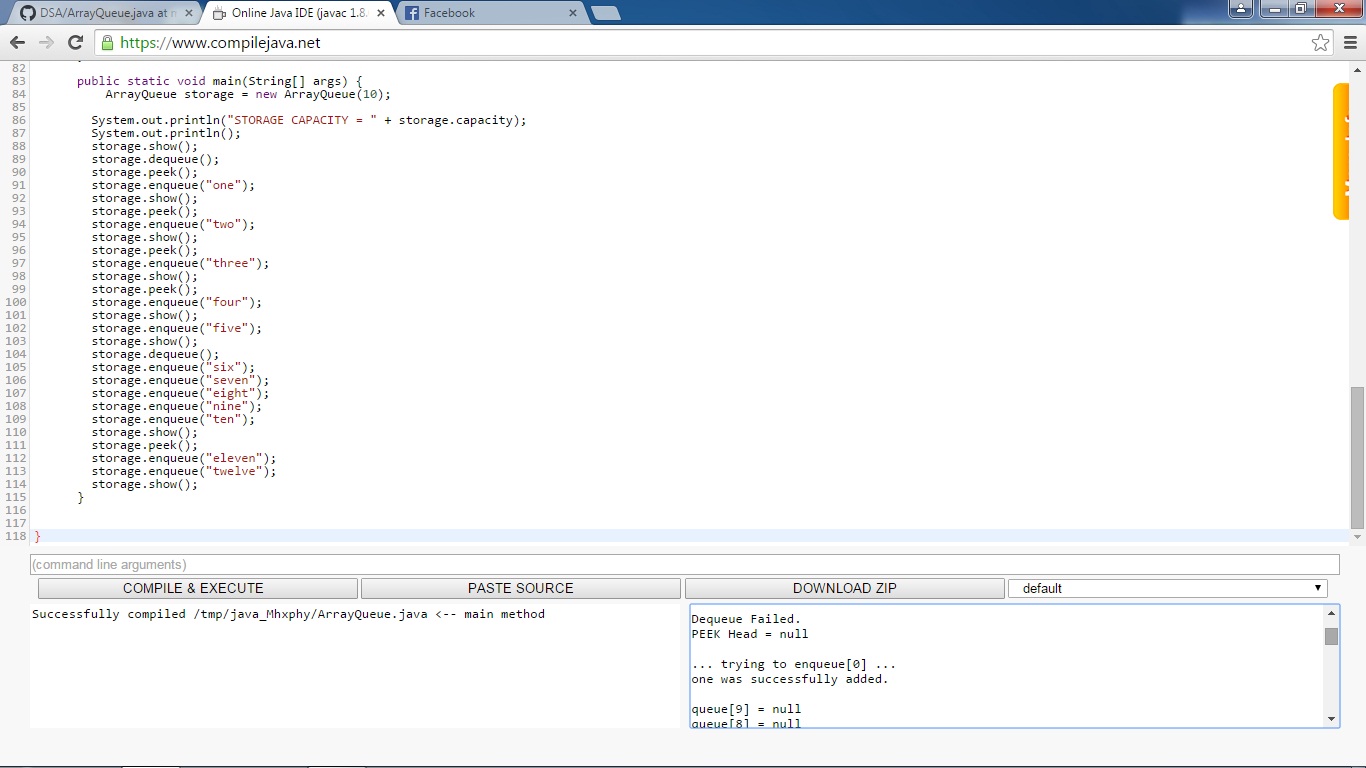 DSA/ArrayQueue.java at
Online Java IDE (javac 1.8.
Facebook
https://www.compilejava.net
82
83 public static void main(String[] args) {
84 ArrayQueue storage = new ArrayQueue(10);
85
86 System.out.println("STORAGE CAPACITY = " + storage.capacity);
87 System.out.println();
88 storage.show();
89 storage.dequeue();
90 storage.peek();
91 storage.enqueue("one");
92 storage.show();
93 storage.peek();
94 storage.enqueue("two");
95 storage.show();
96 storage.peek();
97 storage.enqueue("three");
98 storage.show();
99 storage.peek();
100 storage.enqueue("four");
101 storage.show();
102 storage.enqueue("five");
103 storage.show();
104 storage.dequeue();
105 storage.enqueue("six");
106 storage.enqueue("seven");
107 storage.enqueue("eight");
108 storage.enqueue("nine");
109 storage.enqueue("ten");
110 storage.show();
111 storage.peek();
112 storage.enqueue("eleven");
113 storage.enqueue("twelve");
114 storage.show();
115 }
116
117
118 }
(command line arguments)
COMPILE & EXECUTE
PASTE SOURCE
DOWNLOAD ZIP
default
Successfully compiled /tmp/java_Mhxphy/ArrayQueue.java <-- main method
Dequeue Failed.
PEEK Head = null
... trying to enqueue[0] ...
one was successfully added.
queue[9] = null
queue[8] = null